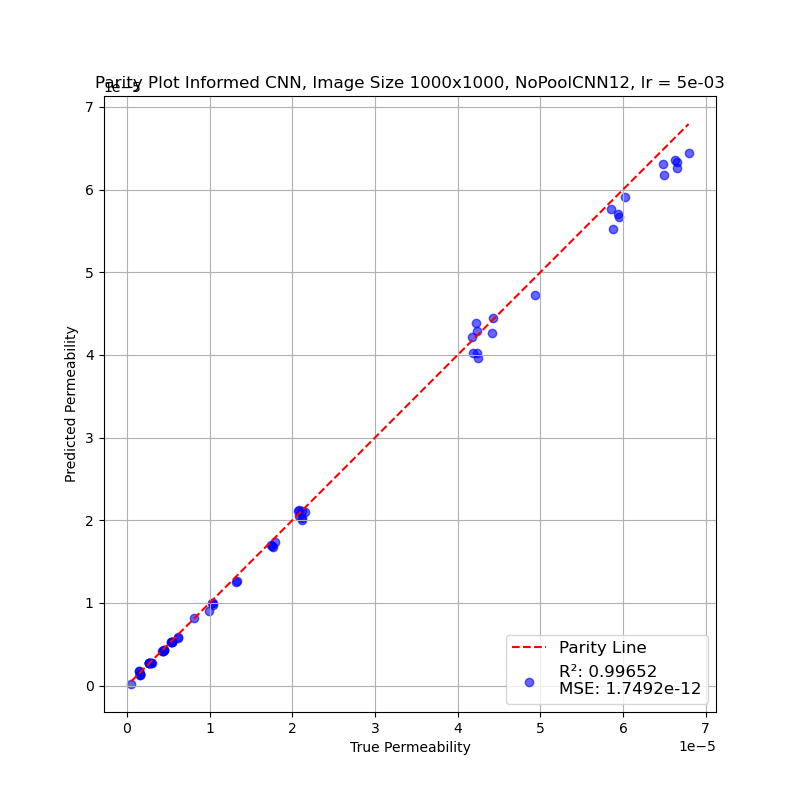 Parity Plot Informed CNN, Image Size 1000x1000, NoPoolCNN12, lr = 5e-03
1e−5
7
6
5
4
3
2
1
0
Predicted Permeability
Parity Line
R²: 0.99652
MSE: 1.7492e-12
0 1 2 3 4 5 6 7
True Permeability
1e−5